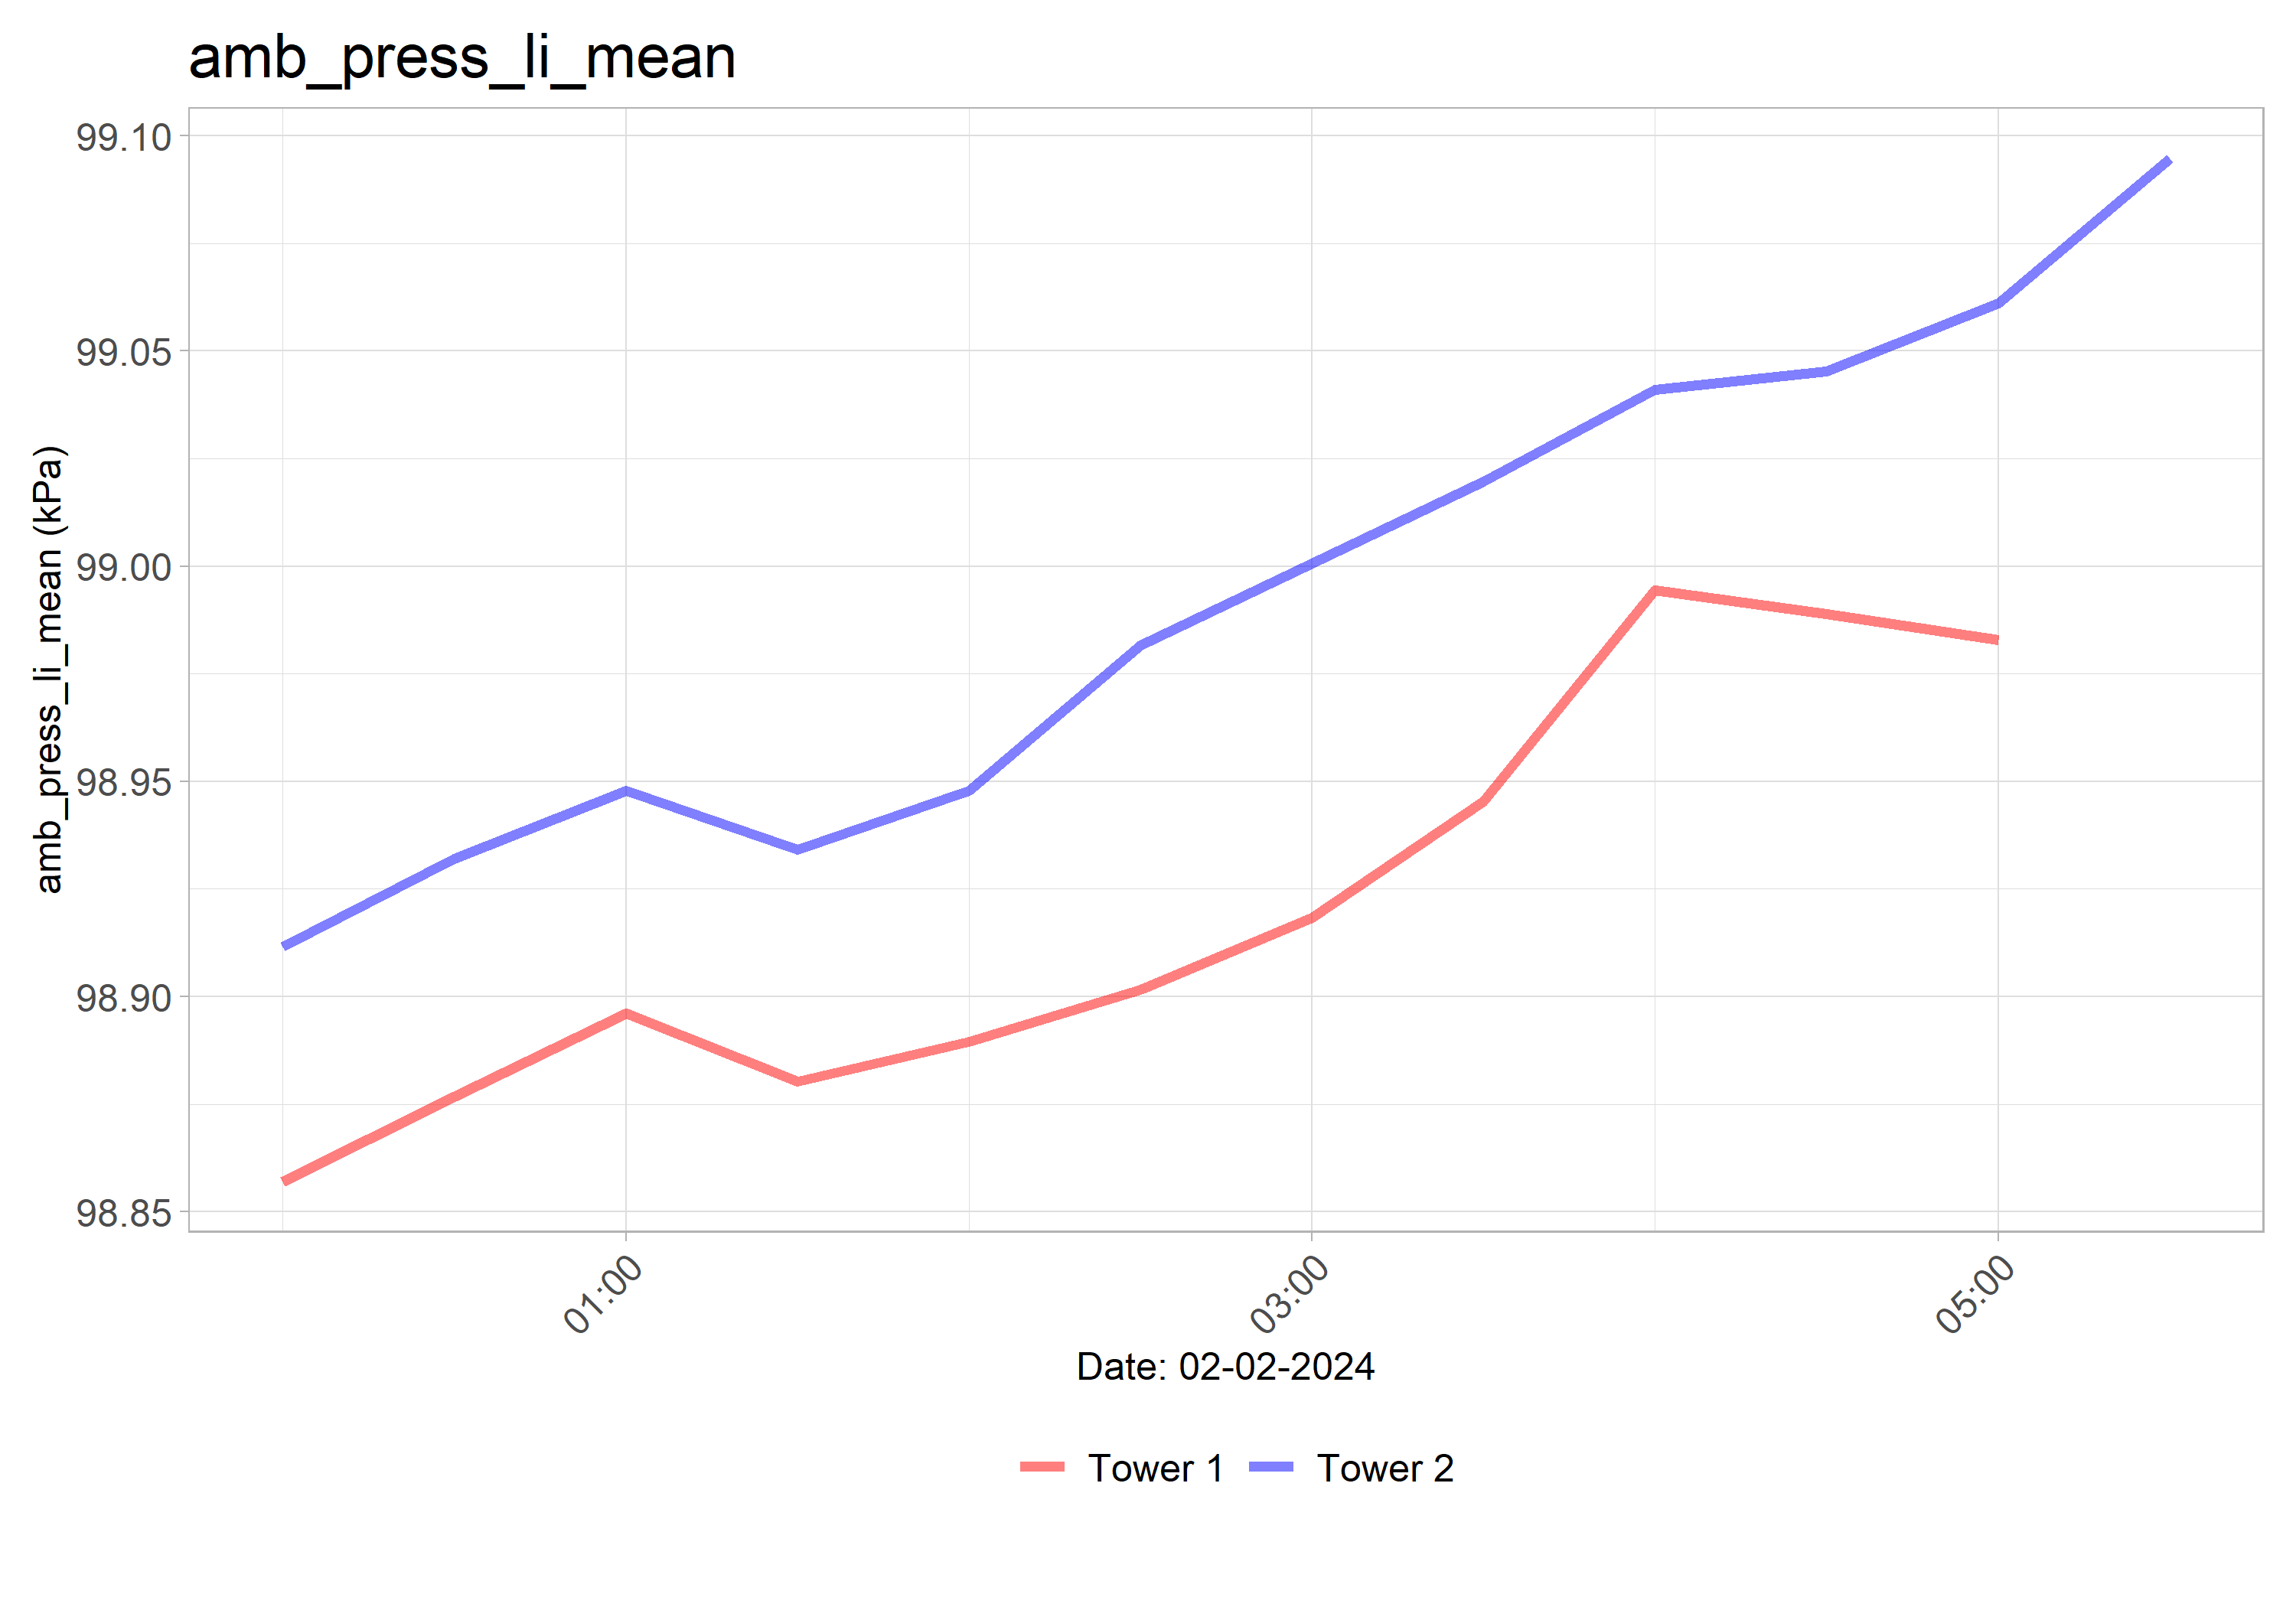 amb_press_li_mean
amb_press_li_mean (kPa)
99.10
99.05
99.00
98.95
98.90
98.85
01:00
03:00
05:00
Date: 02-02-2024
Tower 1
Tower 2